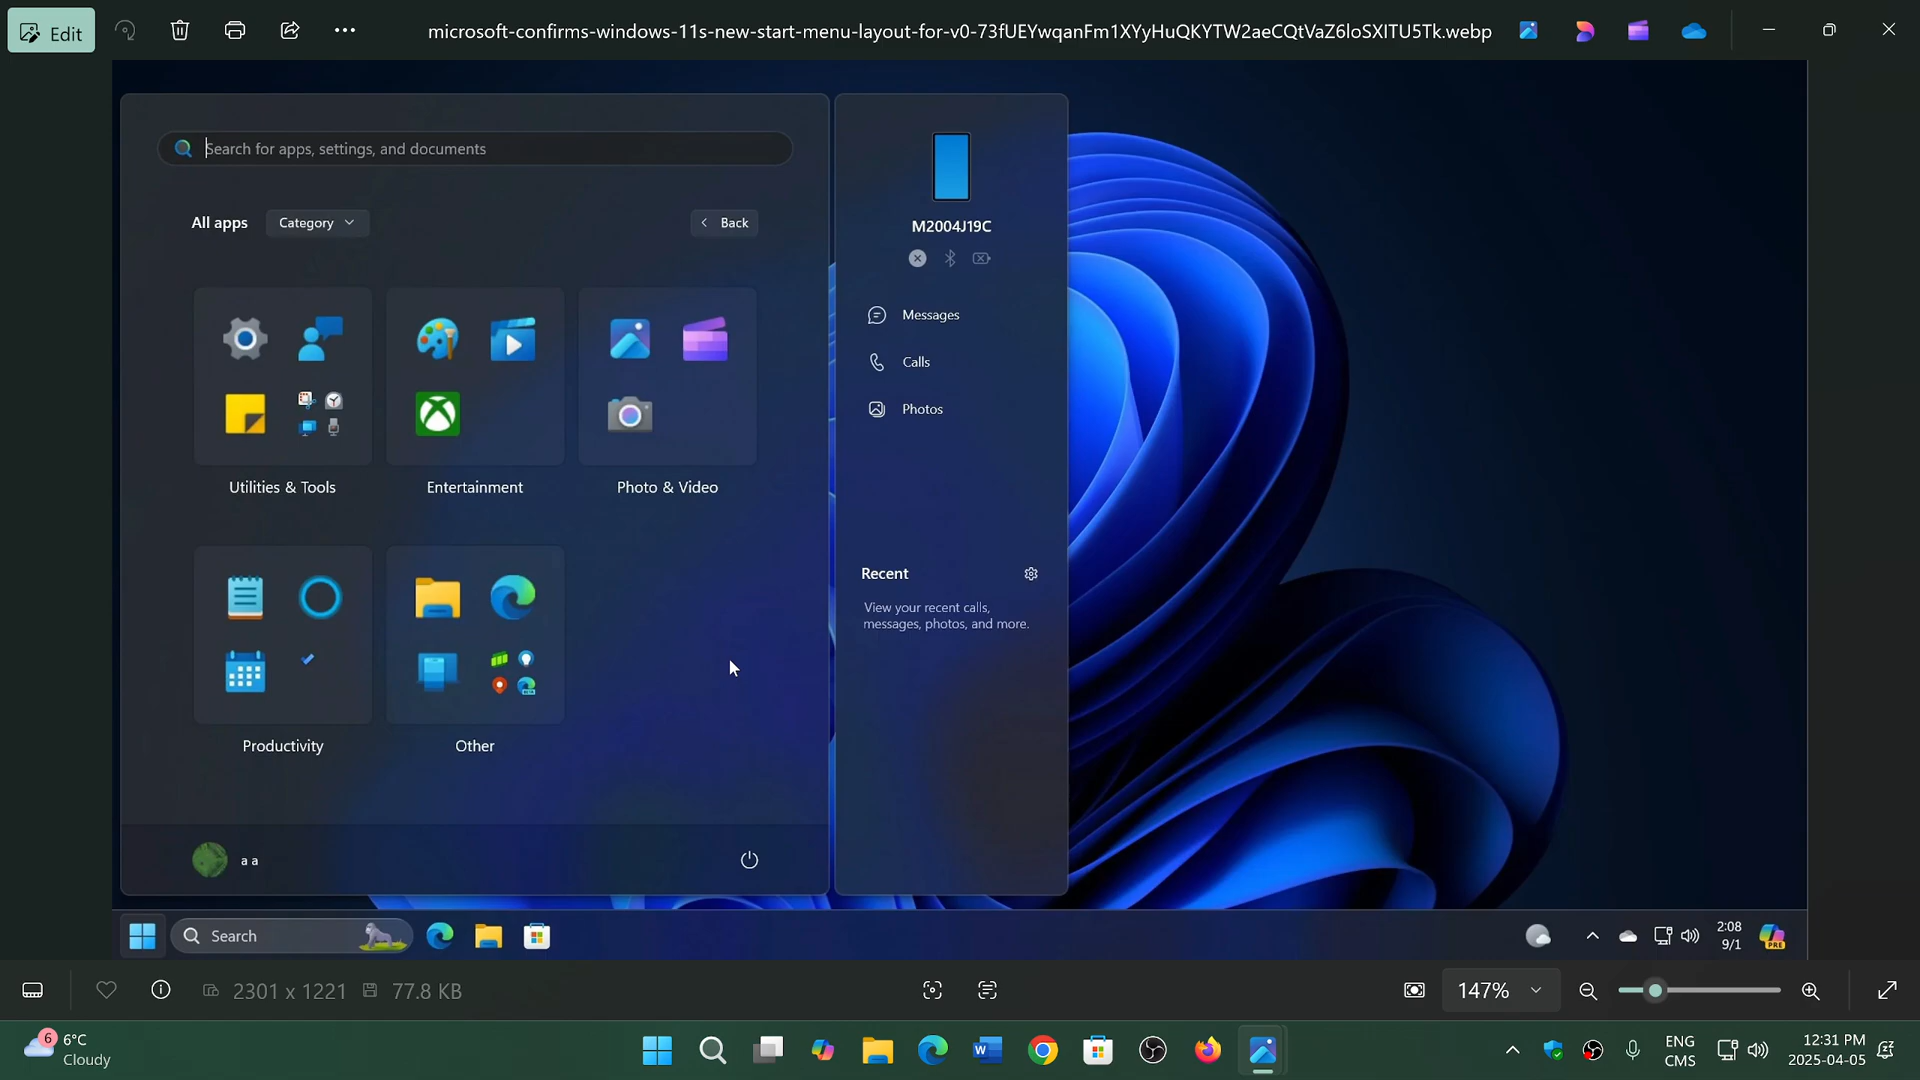 Edit
microsoft-confirms-windows-11s-new-start-menu-layout-for-v0-73fUEYwqanFm1XYyHuQKYTW2aeCQtVaZ6loSXITU5Tk.webp
Search for apps, settings, and documents
All apps
Category
Back
Utilities & Tools
Entertainment
Photo & Video
Productivity
Other
a a
M2004J19C
Messages
Calls
Photos
Recent
View your recent calls,
messages, photos, and more.
Search
2:08
9/1
PRE
2301 x 1221
77.8 KB
147%
6
6°C
Cloudy
ENG
CMS
12:31 PM
2025-04-05